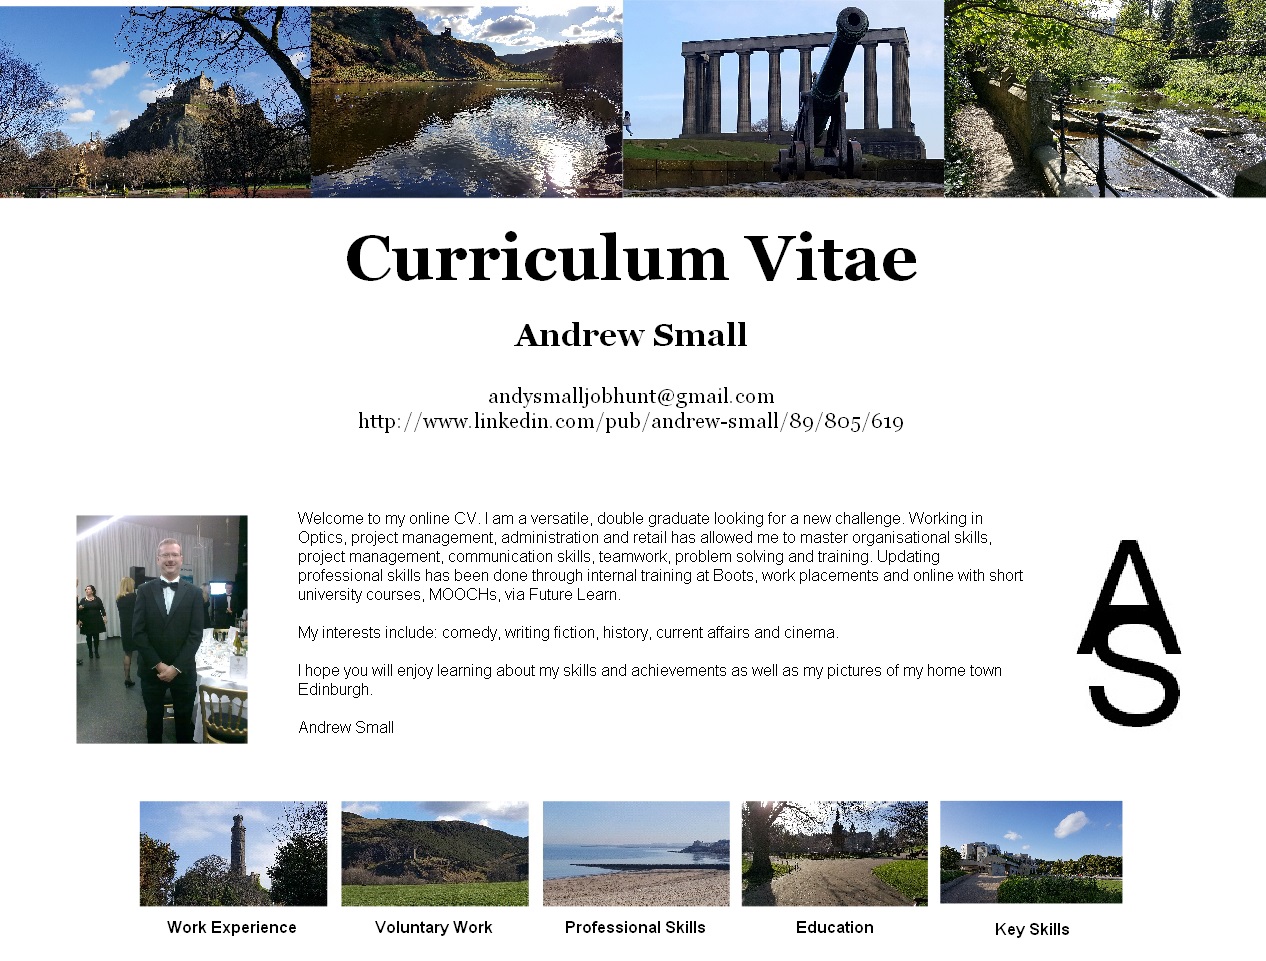 Curriculum Vitae
Andrew Small
andysmalljobhunt@gmail.com
http://www.linkedin.com/pub/andrew-small/89/805/619
Welcome to my online CV. I am a versatile, double graduate looking for a new challenge. Working in
Optics, project management, administration and retail has allowed me to master organisational skills,
project management, communication skills, teamwork, problem solving and training. Updating
professional skills has been done through internal training at Boots, work placements and online with short
university courses, MOOCHs, via Future Learn.
My interests include: comedy, writing fiction, history, current affairs and cinema.
I hope you will enjoy learning about my skills and achievements as well as my pictures of my home town
Edinburgh.
Andrew Small
A
S
Work Experience
Voluntary Work
Professional Skills
Education
Key Skills